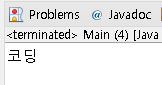 Problems @ Javadoc
<terminated> Main (4) [Java
코딩